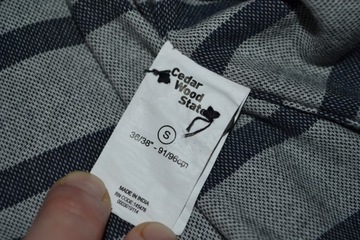 Cedar
Wood
State
S
36/38" - 91/96cm
MADE IN INDIA